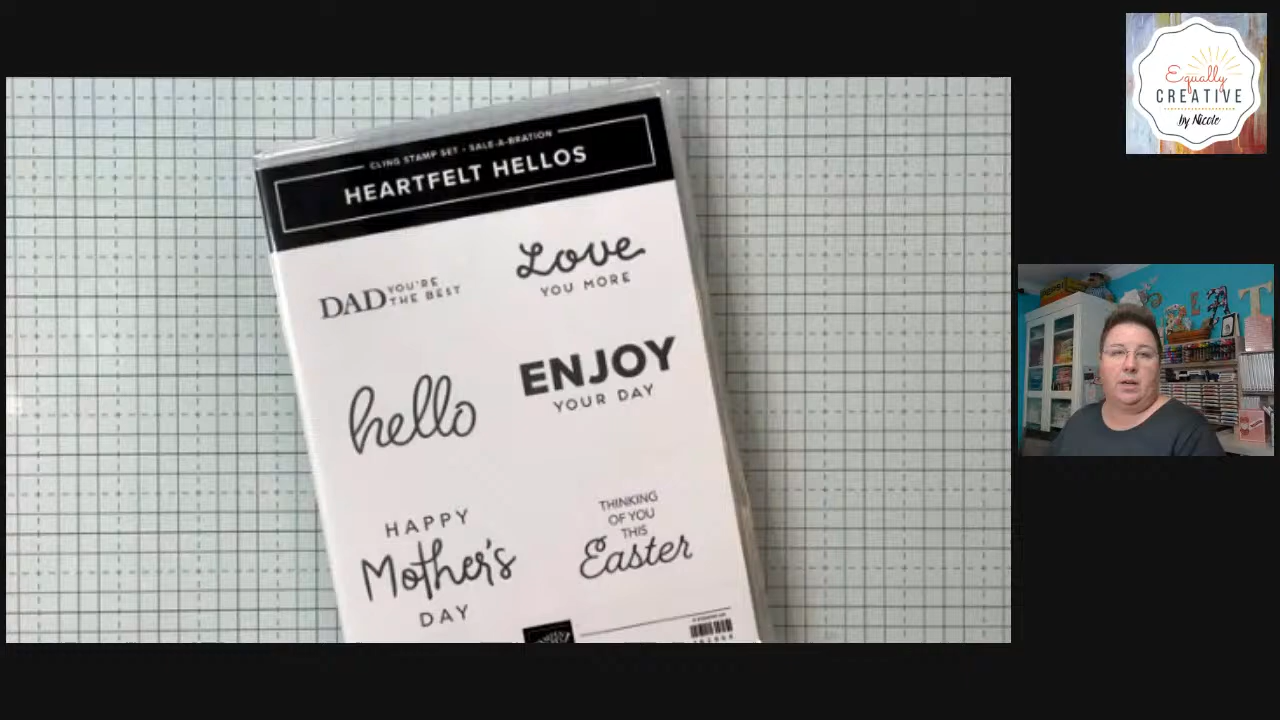 CLING STAMP SET • SALE-A-BRATION
HEARTFELT HELLOS
DAD YOU'RE
THE BEST
Love
YOU MORE
hello
ENJOY
YOUR DAY
HAPPY
Mother's
DAY
THINKING
OF YOU
THIS
Easter
Equally
CREATIVE
by Nicole
PEPSI